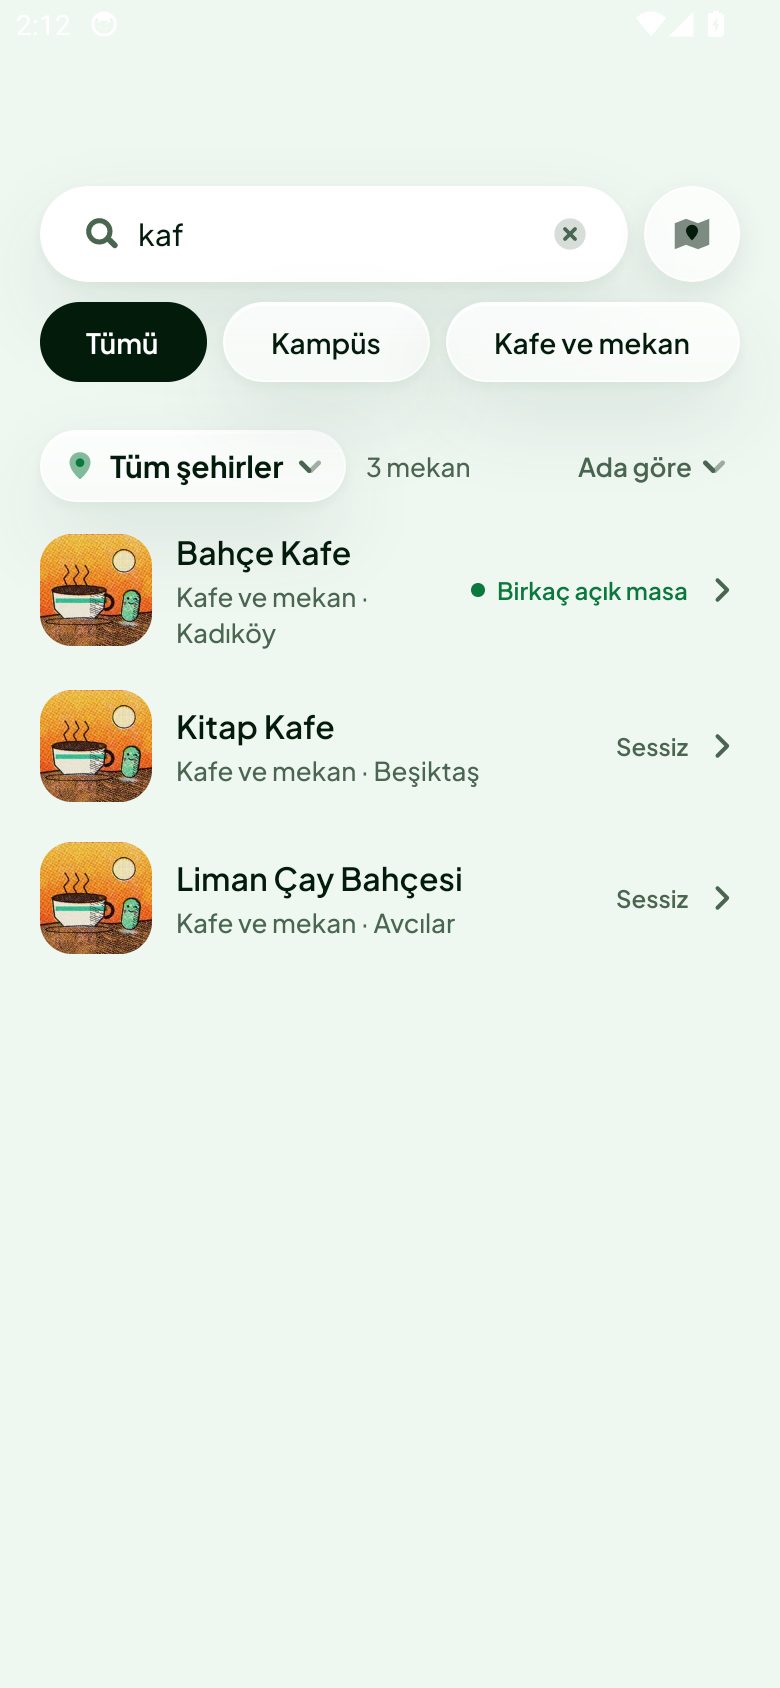 2:12
kaf
Tümü
Kampüs
Kafe ve mekan
Tüm şehirler
3 mekan
Ada göre
Bahçe Kafe
Kafe ve mekan ·
Kadıköy
Birkaç açık masa
Kitap Kafe
Kafe ve mekan · Beşiktaş
Sessiz
Liman Çay Bahçesi
Kafe ve mekan · Avcılar
Sessiz